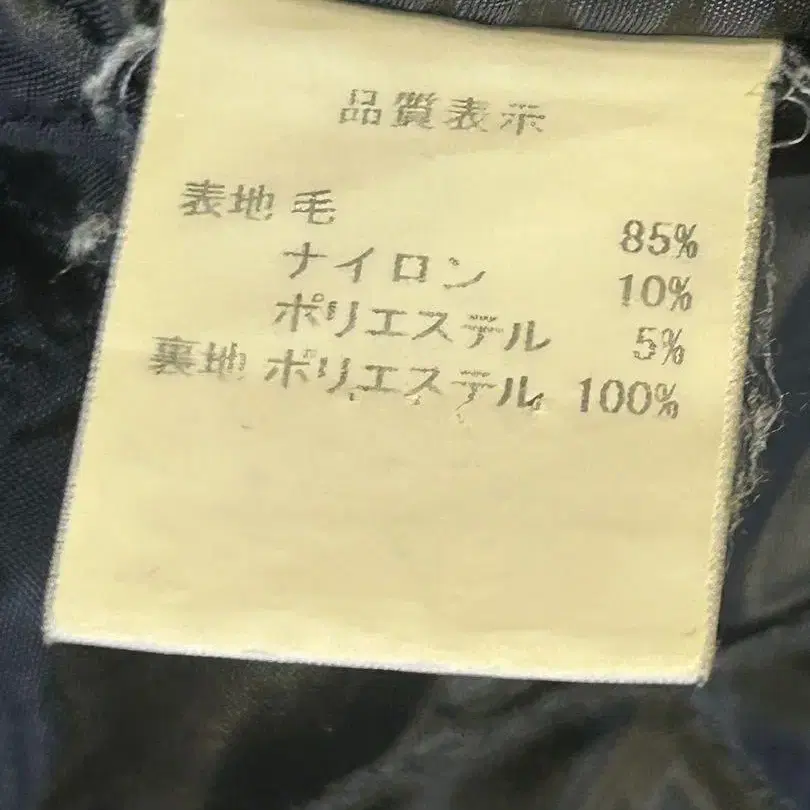 品質表示
表地 毛 85%
ナイロン 10%
ポリエステル 5%
裏地 ポリエステル 100%